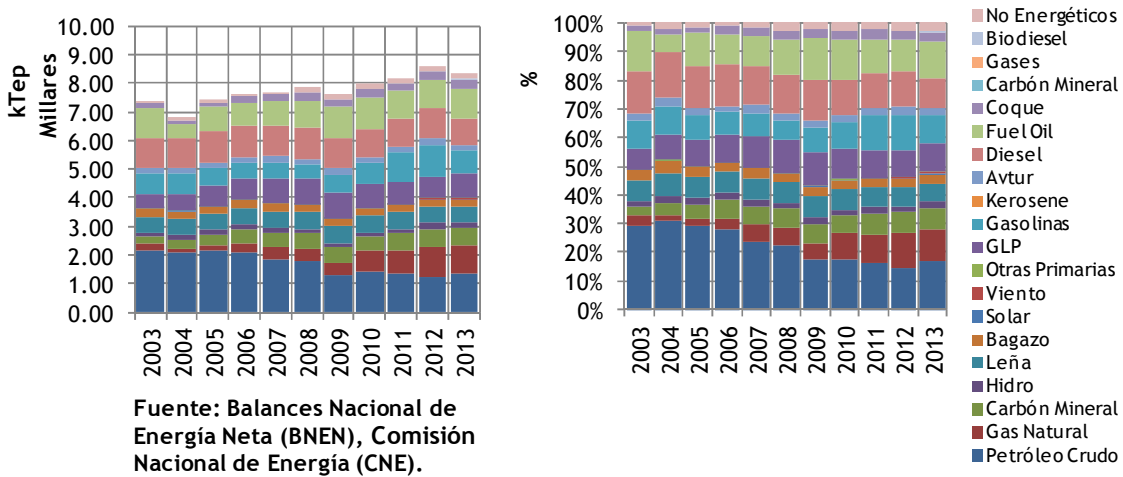 kTep
Millares
10.00
9.00
8.00
7.00
6.00
5.00
4.00
3.00
2.00
1.00
0.00
2003
2004
2005
2006
2007
2008
2009
2010
2011
2012
2013
Fuente: Balances Nacional de
Energía Neta (BNEN), Comisión
Nacional de Energía (CNE).
%
100%
90%
80%
70%
60%
50%
40%
30%
20%
10%
0%
2003
2004
2005
2006
2007
2008
2009
2010
2011
2012
2013
No Energéticos
Biodiesel
Gases
Carbón Mineral
Coque
Fuel Oil
Diesel
Avtur
Kerosene
Gasolinas
GLP
Otras Primarias
Viento
Solar
Bagazo
Leña
Hidro
Carbón Mineral
Gas Natural
Petróleo Crudo